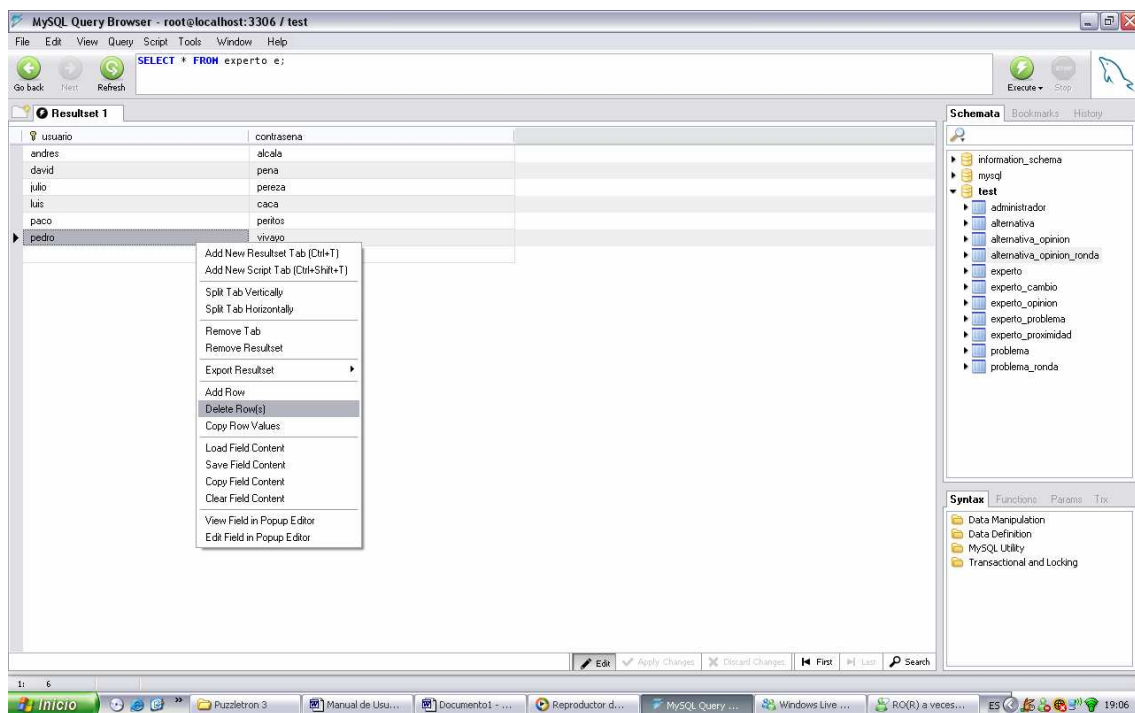 MySQL Query Browser - root@localhost:3306 / test
File Edit View Query Script Tools Window Help
SELECT * FROM experto e;
Go back Next Refresh
Execute Stop
Resultset 1
usuario contrasena
andres alcala
david pena
julio pereza
luis caca
paco peritos
pedro vivayo
Add New Resultset Tab (Ctrl+T)
Add New Script Tab (Ctrl+Shift+T)
Split Tab Vertically
Split Tab Horizontally
Remove Tab
Remove Resultset
Export Resultset
Add Row
Delete Row(s)
Copy Row Values
Load Field Content
Save Field Content
Copy Field Content
Clear Field Content
View Field in Popup Editor
Edit Field in Popup Editor
Schemata Bookmarks History
information_schema
mysql
test
administrador
alternativa
alternativa_opinion
alternativa_opinion_ronda
experto
experto_cambio
experto_opinion
experto_problema
experto_proximidad
problema
problema_ronda
Syntax Functions Params Trx
Data Manipulation
Data Definition
MySQL Utility
Transactional and Locking
Edit Apply Changes Discard Changes First Last Search
1: 6
Inicio Puzzletron 3 Manual de Usu... Documento1 - ... Reproductor d... MySQL Query ... Windows Live ... RO(R) a veces... ES 19:06